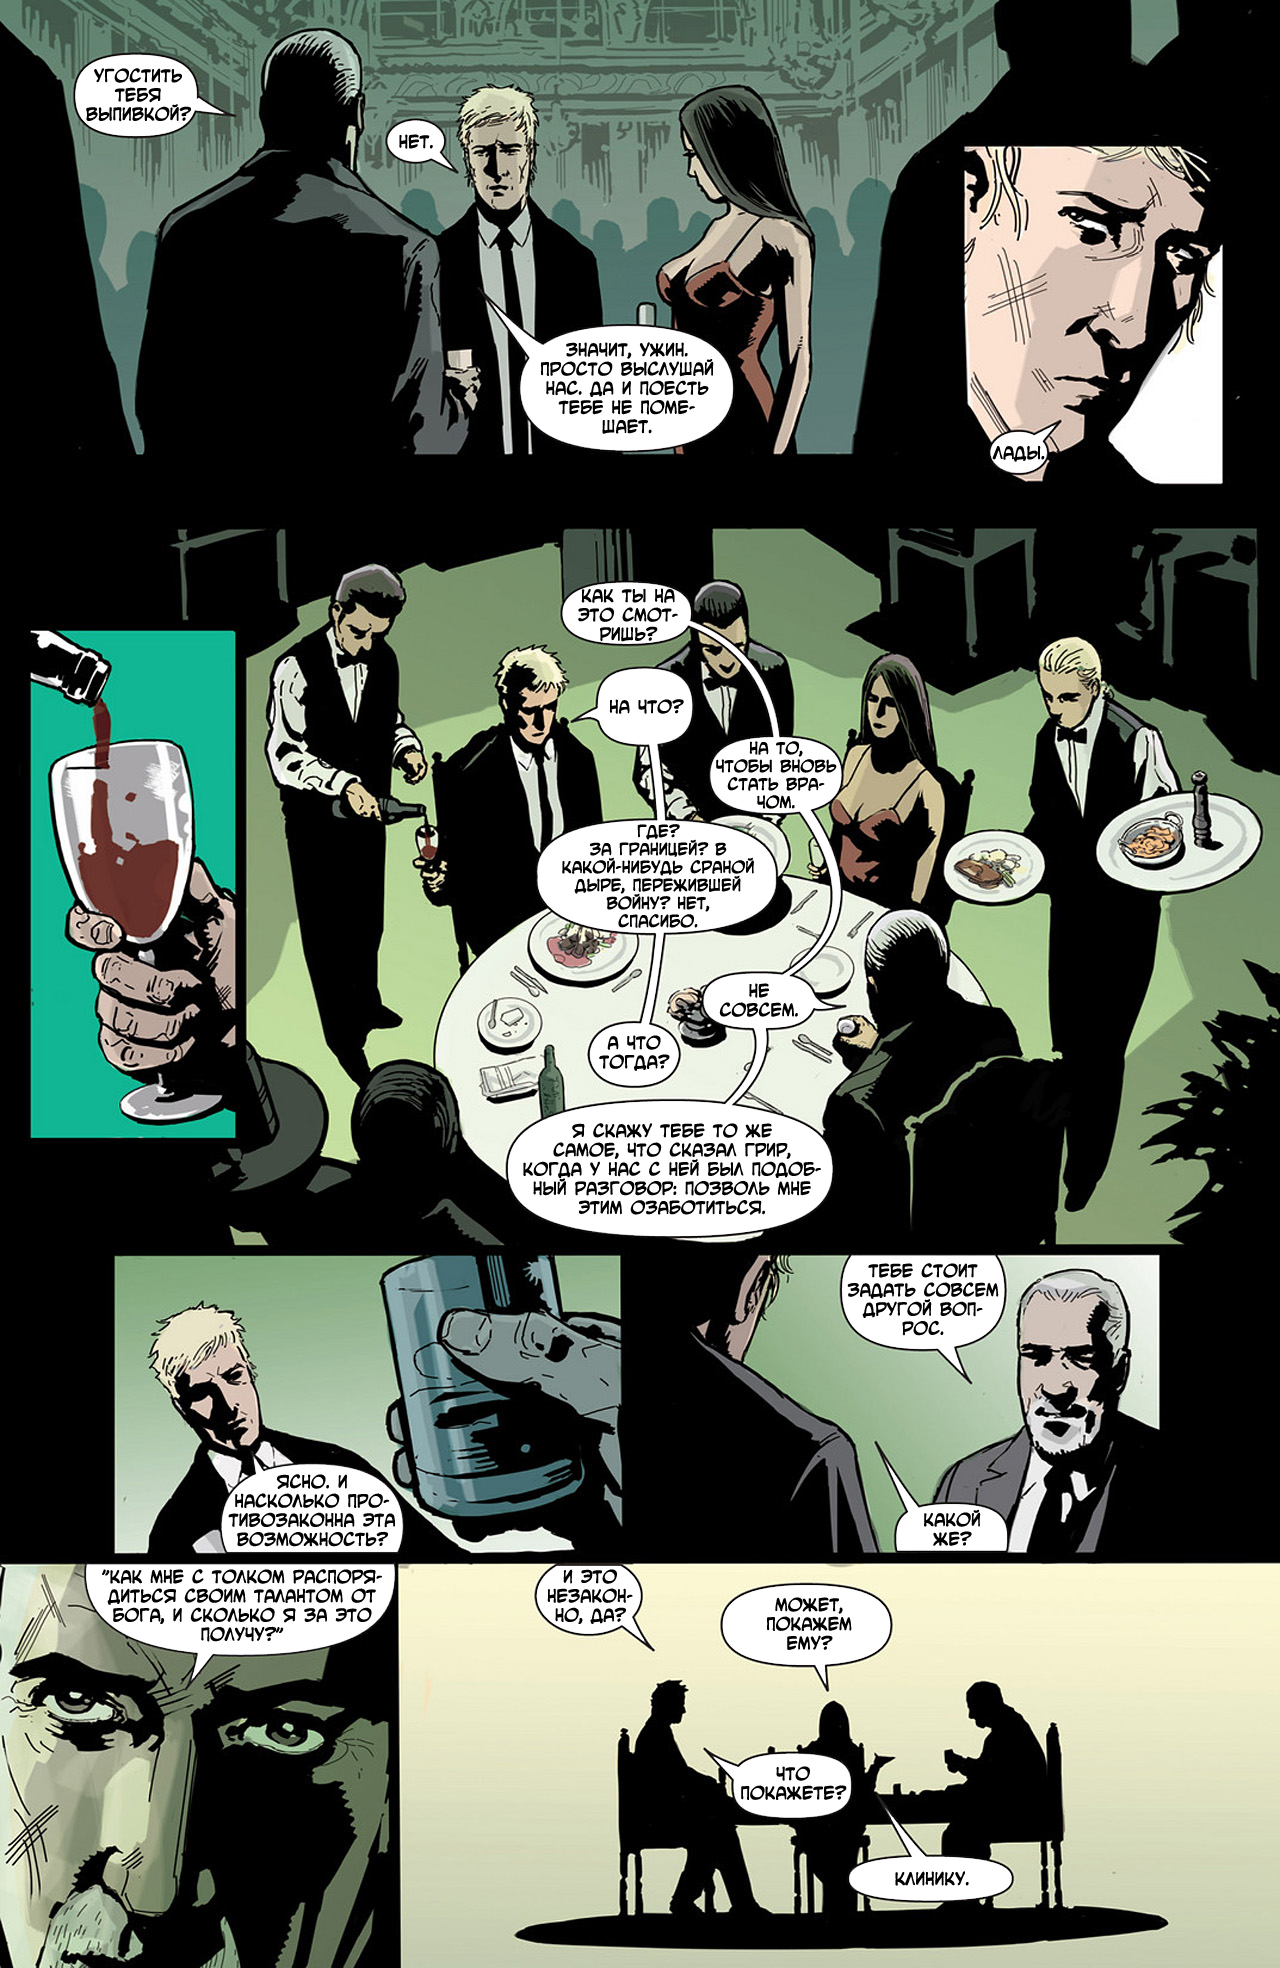 УГОСТИТЬ
ТЕБЯ
ВЫПИВКОЙ?
НЕТ.
ЗНАЧИТ, УЖИН.
ПРОСТО ВЫСЛУШАЙ
НАС. ДА И ПОЕСТЬ
ТЕБЕ НЕ ПОМЕ-
ШАЕТ.
ЛАДЫ.
КАК ТЫ НА
ЭТО СМОТ-
РИШЬ?
НА ЧТО?
НА ТО,
ЧТОБЫ ВНОВЬ
СТАТЬ ВРА-
ЧОМ.
ГДЕ?
ЗА ГРАНИЦЕЙ? В
КАКОЙ-НИБУДЬ СРАНОЙ
ДЫРЕ, ПЕРЕЖИВШЕЙ
ВОЙНУ? НЕТ,
СПАСИБО.
НЕ
СОВСЕМ.
А ЧТО
ТОГДА?
Я СКАЖУ ТЕБЕ ТО ЖЕ
САМОЕ, ЧТО СКАЗАЛ ГРИР,
КОГДА У НАС С НЕЙ БЫЛ ПОДОБ-
НЫЙ РАЗГОВОР: ПОЗВОЛЬ МНЕ
ЭТИМ ОЗАБОТИТЬСЯ.
ЯСНО. И
НАСКОЛЬКО ПРО-
ТИВОЗАКОННА ЭТА
ВОЗМОЖНОСТЬ?
ТЕБЕ СТОИТ
ЗАДАТЬ СОВСЕМ
ДРУГОЙ ВОП-
РОС.
КАКОЙ
ЖЕ?
"КАК МНЕ С ТОЛКОМ РАСПОРЯ-
ДИТЬСЯ СВОИМ ТАЛАНТОМ ОТ
БОГА, И СКОЛЬКО Я ЗА ЭТО
ПОЛУЧУ?"
И ЭТО
НЕЗАКОН-
НО, ДА?
МОЖЕТ,
ПОКАЖЕМ
ЕМУ?
ЧТО
ПОКАЖЕТЕ?
КЛИНИКУ.